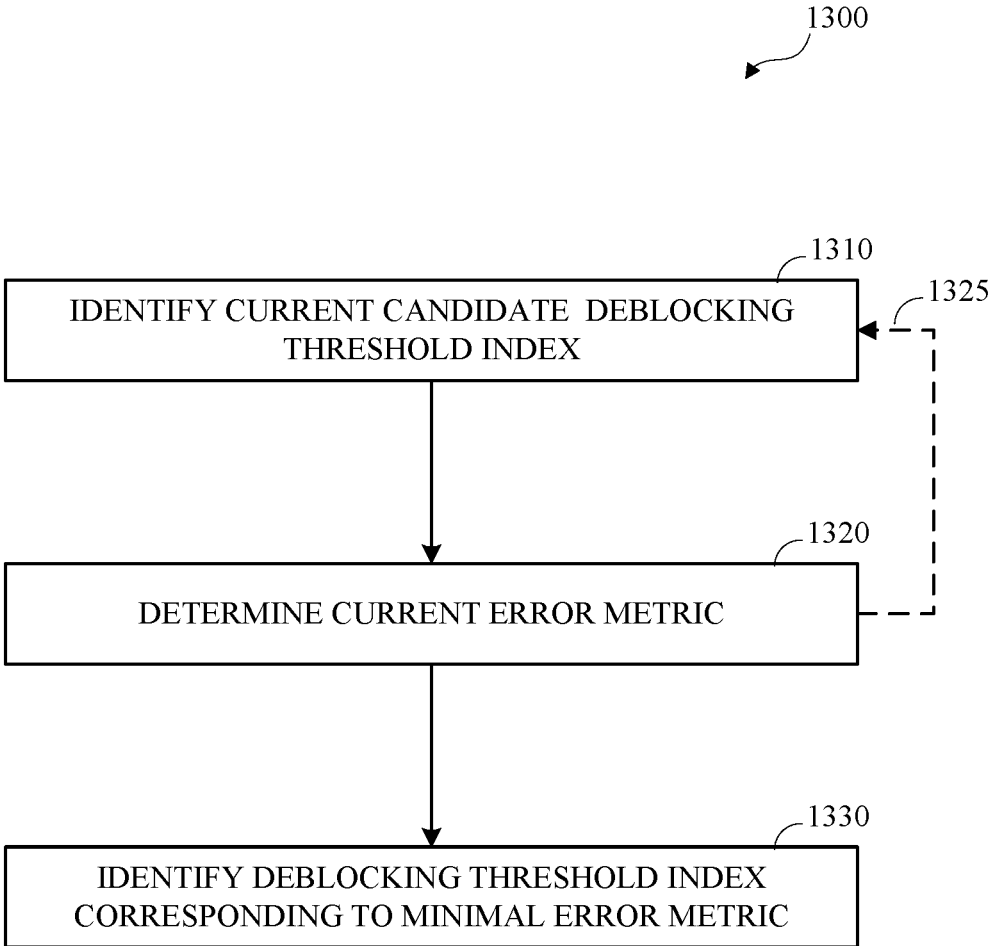 1300
1310
IDENTIFY CURRENT CANDIDATE DEBLOCKING
THRESHOLD INDEX
1325
1320
DETERMINE CURRENT ERROR METRIC
1330
IDENTIFY DEBLOCKING THRESHOLD INDEX
CORRESPONDING TO MINIMAL ERROR METRIC